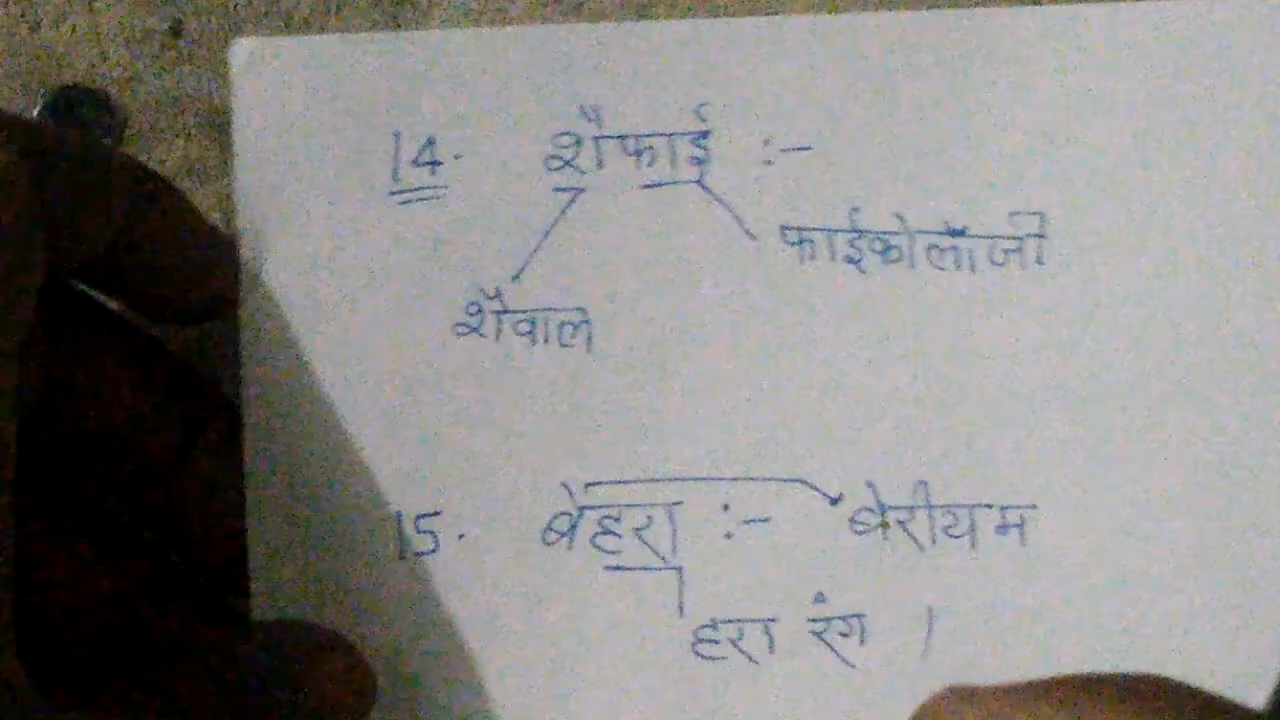 14. शैफाई :-
फाईकोलॉजी
शैवाल
15. बेहरा :- बेरीयम
हरा रंग ।